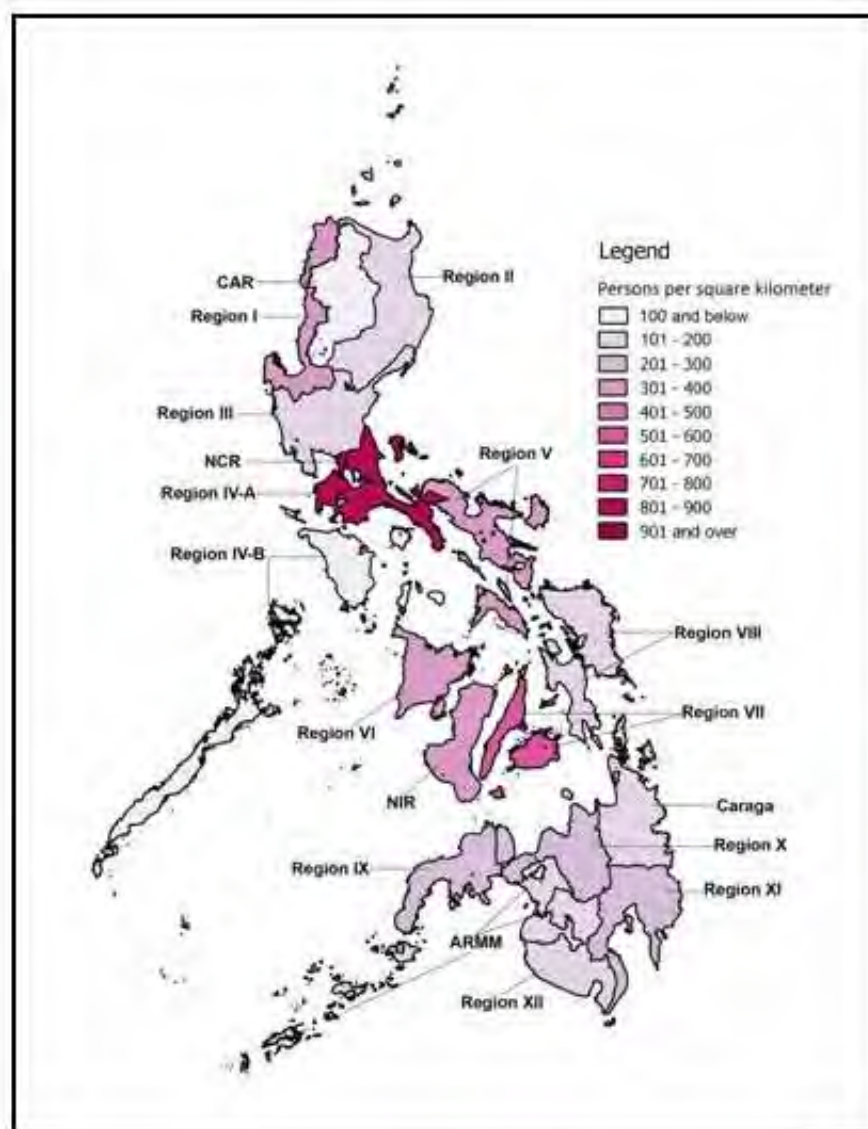 Legend
Persons per square kilometer
100 and below
101 - 200
201 - 300
301 - 400
401 - 500
501 - 600
601 - 700
701 - 800
801 - 900
901 and over
CAR
Region II
Region I
Region III
NCR
Region V
Region IV-A
Region IV-B
Region VIII
Region VI
Region VII
NIR
Caraga
Region X
Region IX
Region XI
ARMM
Region XII